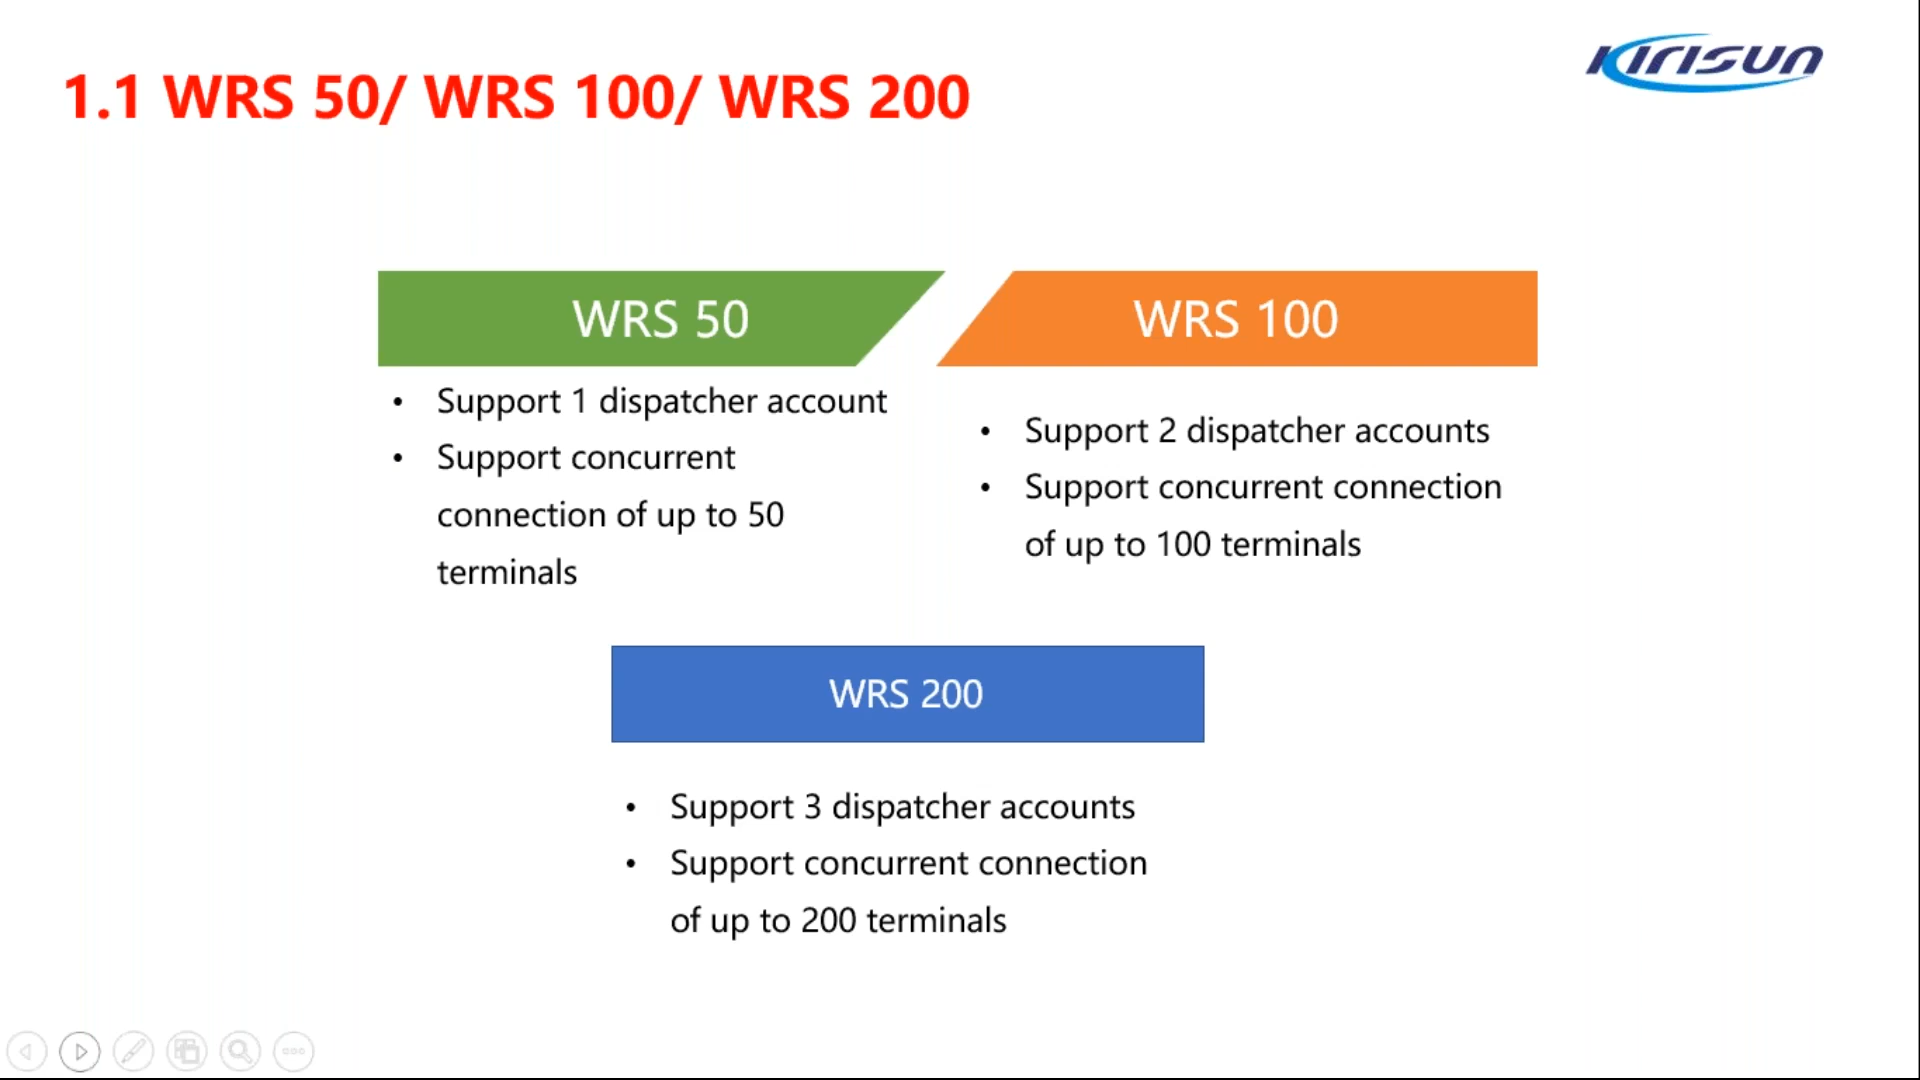 KIRISUN
1.1 WRS 50/ WRS 100/ WRS 200
WRS 50
• Support 1 dispatcher account
• Support concurrent
connection of up to 50
terminals
WRS 100
• Support 2 dispatcher accounts
• Support concurrent connection
of up to 100 terminals
WRS 200
• Support 3 dispatcher accounts
• Support concurrent connection
of up to 200 terminals